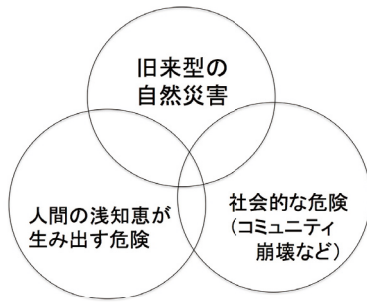 旧来型の
自然災害
人間の浅知恵が
生み出す危険
社会的な危険
(コミュニティ
崩壊など)